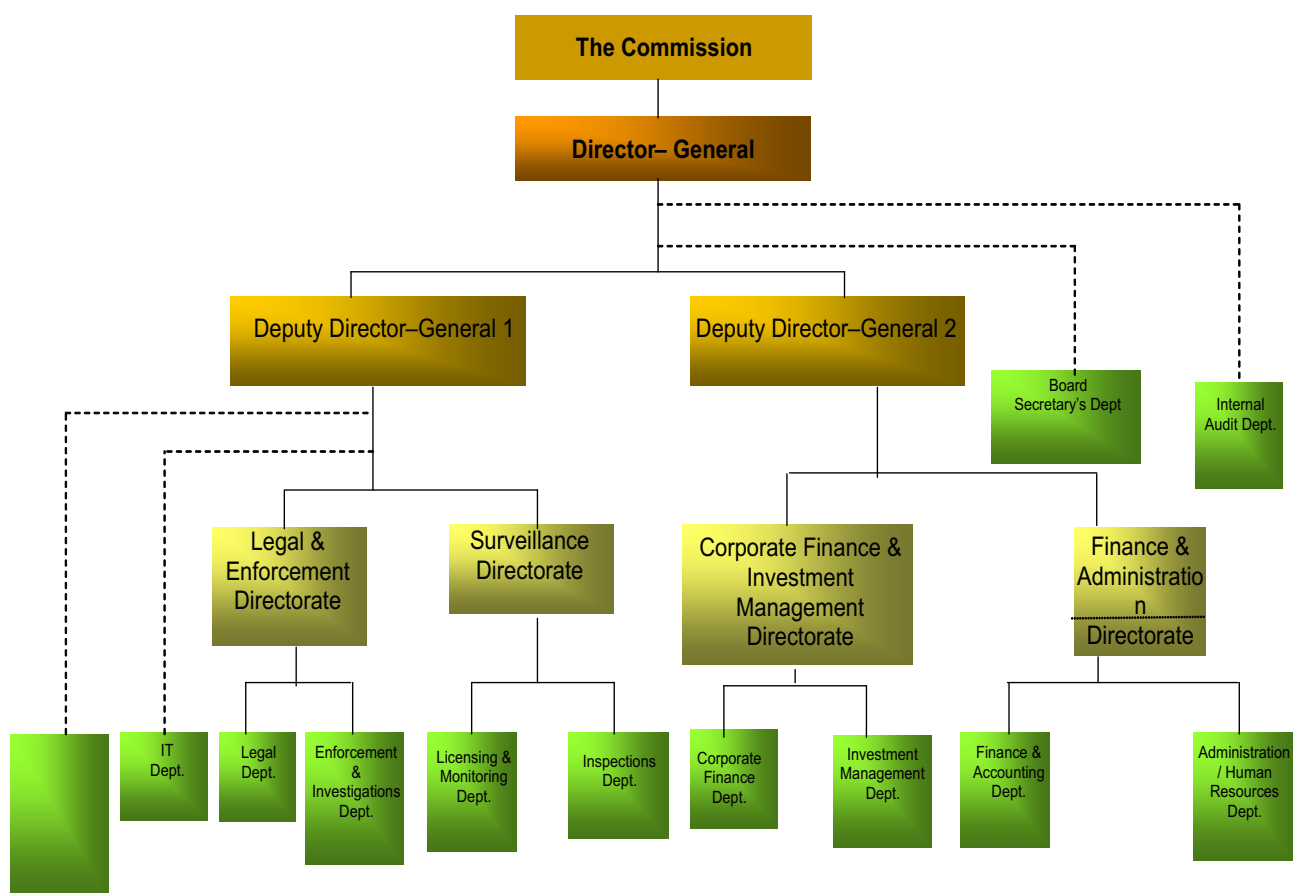 The Commission
Director– General
Deputy Director–General 1
Deputy Director–General 2
Board
Secretary's Dept
Internal
Audit Dept.
Legal &
Enforcement
Directorate
Surveillance
Directorate
Corporate Finance &
Investment
Management
Directorate
Finance &
Administratio
n
Directorate
IT
Dept.
Legal
Dept.
Enforcement
&
Investigations
Dept.
Licensing &
Monitoring
Dept.
Inspections
Dept.
Corporate
Finance
Dept.
Investment
Management
Dept.
Finance &
Accounting
Dept.
Administration
/ Human
Resources
Dept.